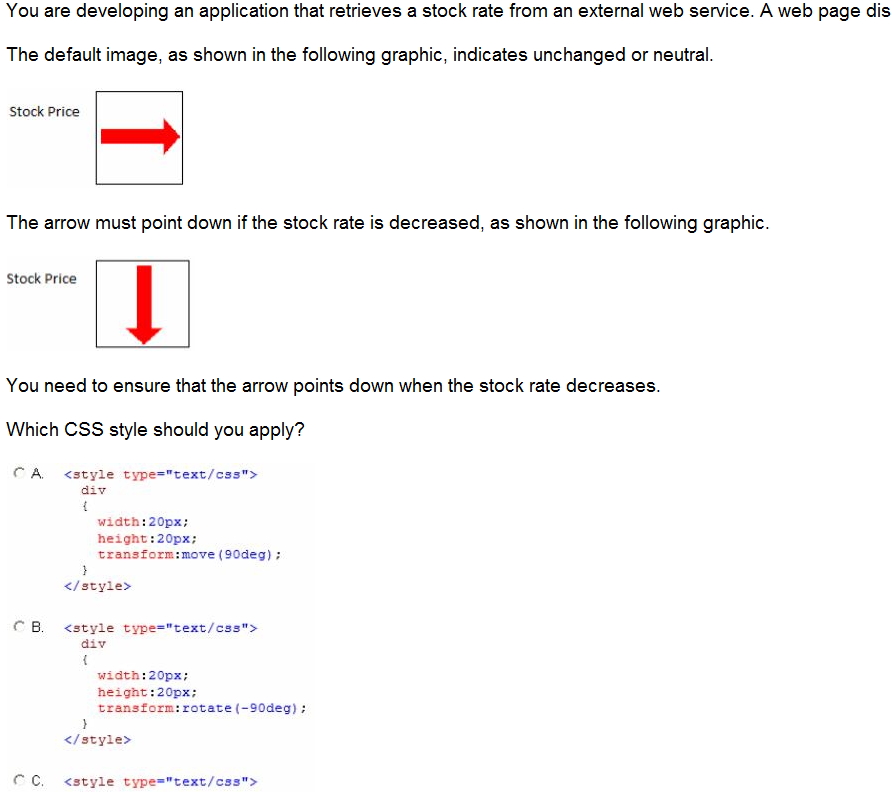 You are developing an application that retrieves a stock rate from an external web service. A web page dis
The default image, as shown in the following graphic, indicates unchanged or neutral.
Stock Price
The arrow must point down if the stock rate is decreased, as shown in the following graphic.
Stock Price
You need to ensure that the arrow points down when the stock rate decreases.
Which CSS style should you apply?
A. <style type="text/css">
div
{
width:20px;
height:20px;
transform:move(90deg);
}
</style>
B. <style type="text/css">
div
{
width:20px;
height:20px;
transform:rotate(-90deg);
}
</style>
C. <style type="text/css">